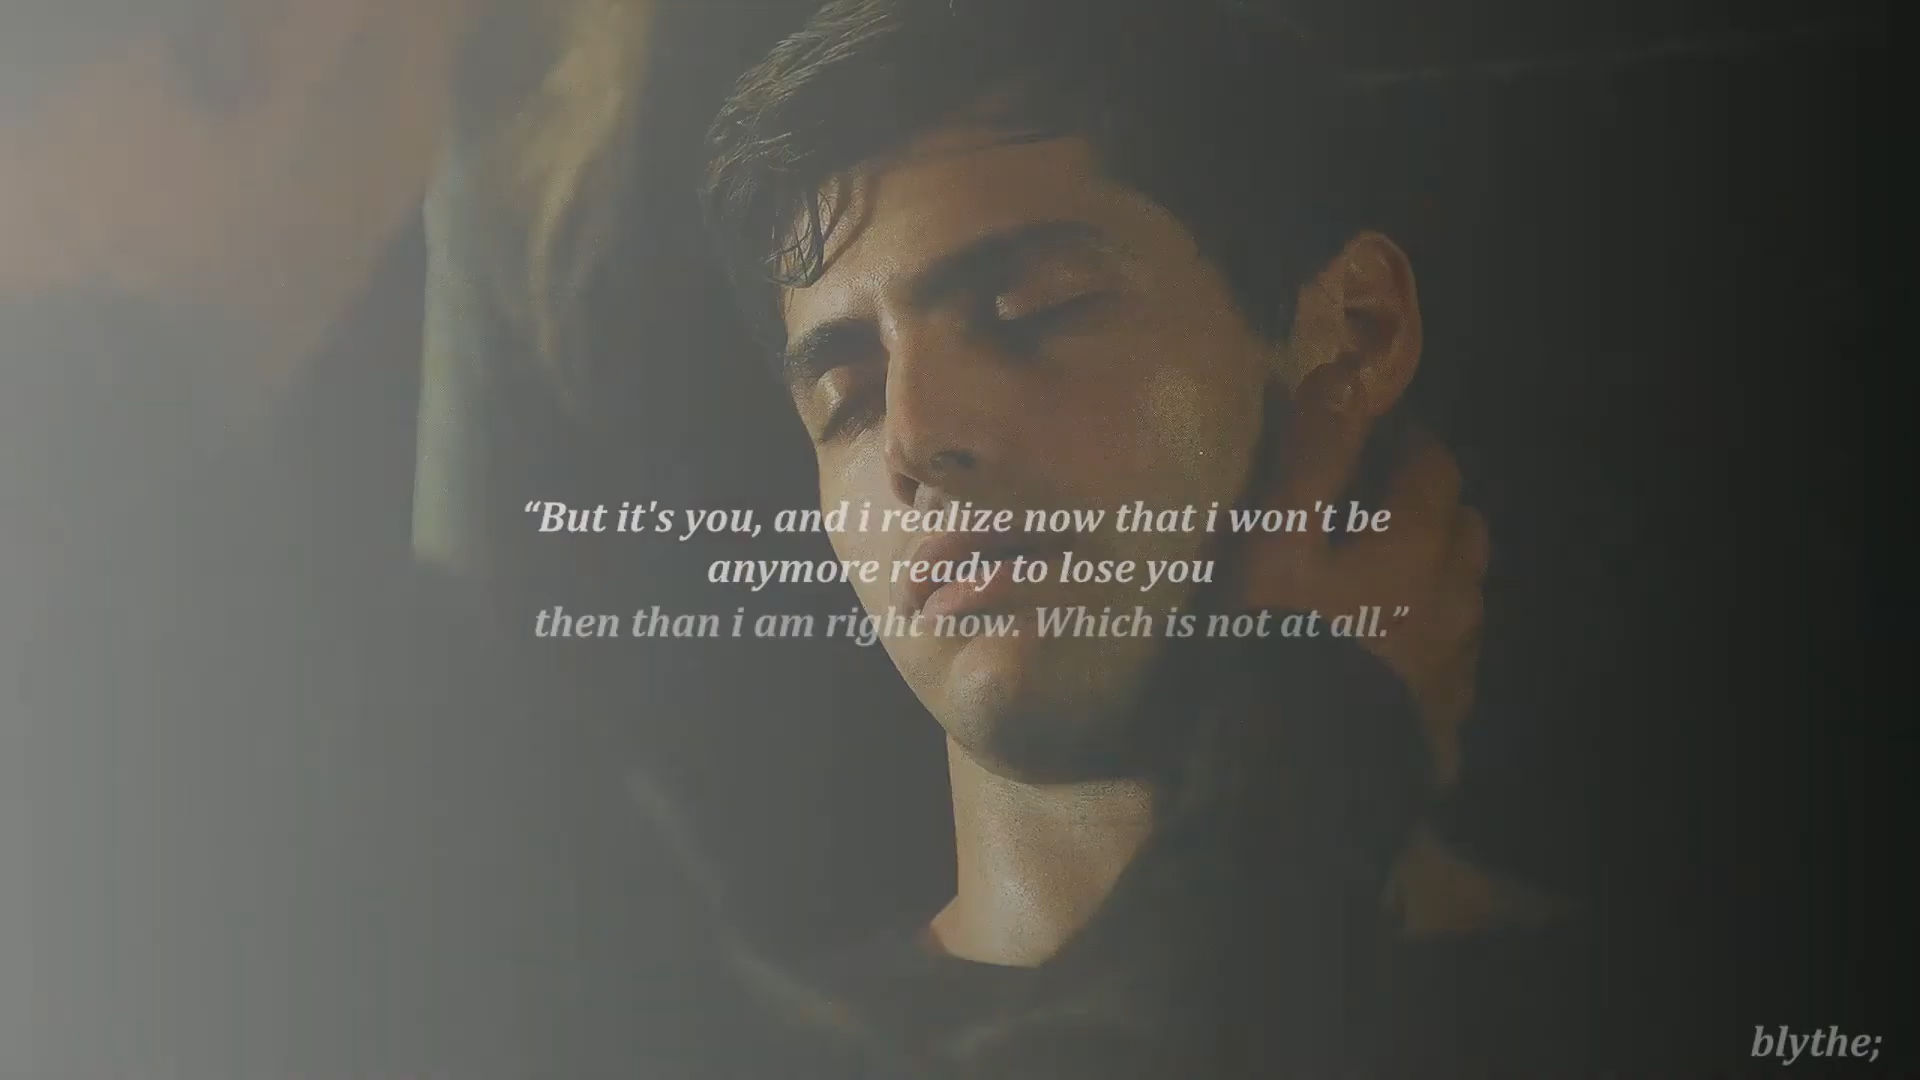 “But it's you, and i realize now that i won't be
anymore ready to lose you
then than i am right now. Which is not at all.”
blythe;